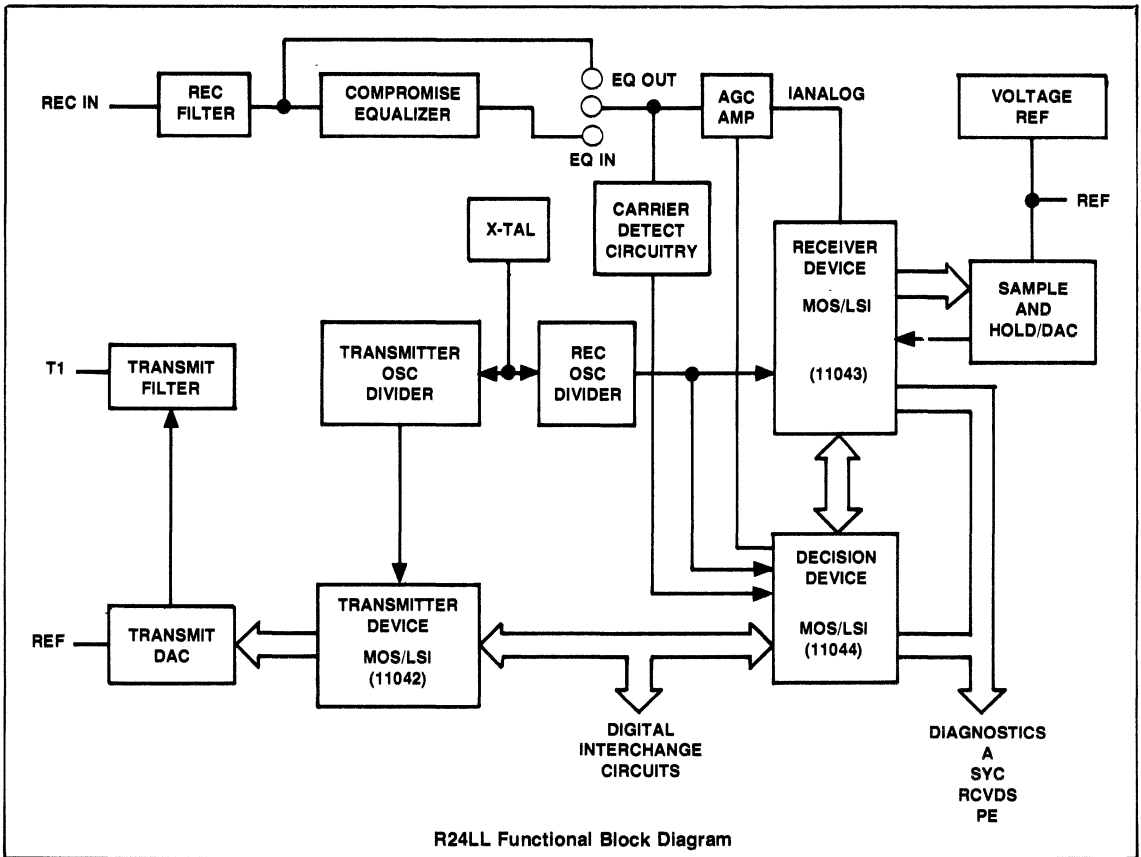 REC IN
REC
FILTER
COMPROMISE
EQUALIZER
EQ OUT
EQ IN
AGC
AMP
IANALOG
VOLTAGE
REF
REF
X-TAL
CARRIER
DETECT
CIRCUITRY
RECEIVER
DEVICE
MOS/LSI
(11043)
SAMPLE
AND
HOLD/DAC
T1
TRANSMIT
FILTER
TRANSMITTER
OSC
DIVIDER
REC
OSC
DIVIDER
REF
TRANSMIT
DAC
TRANSMITTER
DEVICE
MOS/LSI
(11042)
DECISION
DEVICE
MOS/LSI
(11044)
DIGITAL
INTERCHANGE
CIRCUITS
DIAGNOSTICS
A
SYC
RCVDS
PE
R24LL Functional Block Diagram